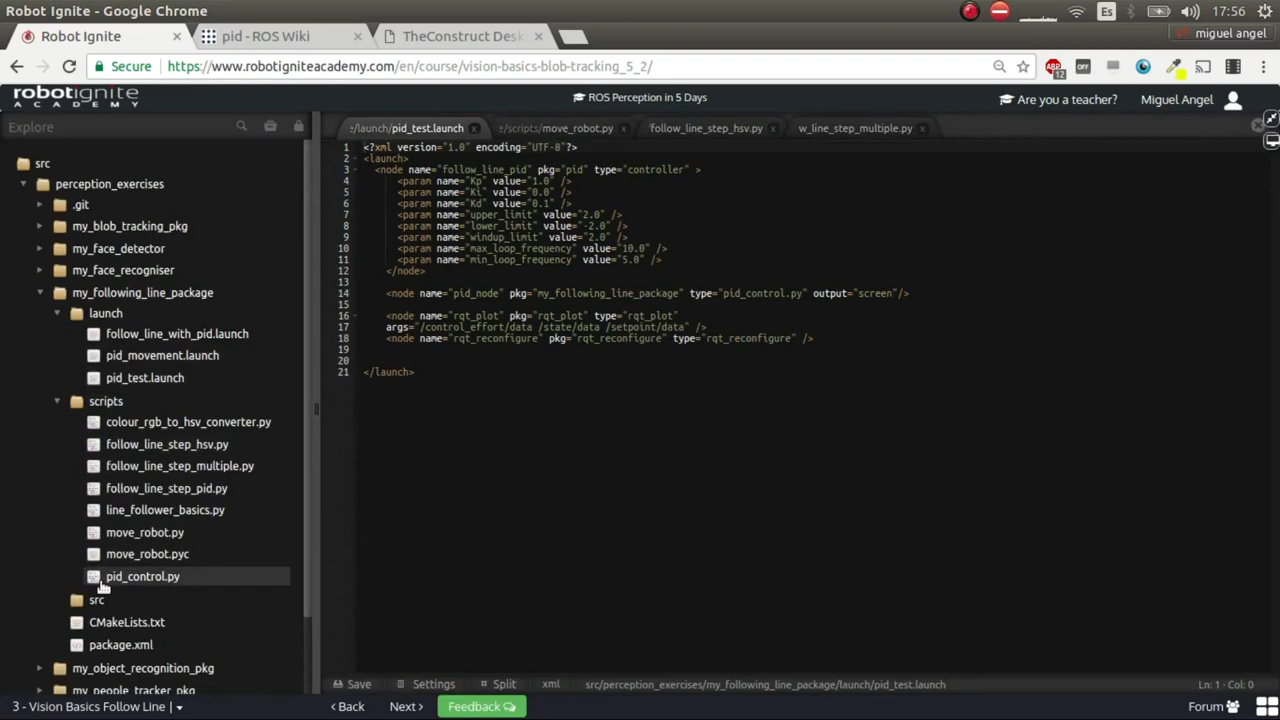 Robot Ignite - Google Chrome
Es
17:56
Robot Ignite
pid - ROS Wiki
TheConstruct Desk
miguel angel
Secure
https://www.robotigniteacademy.com/en/course/vision-basics-blob-tracking_5_2/
12
OFF
robotignite
ACADEMY
ROS Perception in 5 Days
Are you a teacher?
Miguel Angel
Explore
:/launch/pid_test.launch
:/scripts/move_robot.py
follow_line_step_hsv.py
w_line_step_multiple.py
src
perception_exercises
.git
my_blob_tracking_pkg
my_face_detector
my_face_recogniser
my_following_line_package
launch
follow_line_with_pid.launch
pid_movement.launch
pid_test.launch
scripts
colour_rgb_to_hsv_converter.py
follow_line_step_hsv.py
follow_line_step_multiple.py
follow_line_step_pid.py
line_follower_basics.py
move_robot.py
move_robot.pyc
pid_control.py
src
CMakeLists.txt
package.xml
my_object_recognition_pkg
my_people_tracker_pkg
1 <?xml version="1.0" encoding="UTF-8"?>
2 <launch>
3 <node name="follow_line_pid" pkg="pid" type="controller" >
4 <param name="Kp" value="1.0" />
5 <param name="Ki" value="0.0" />
6 <param name="Kd" value="0.1" />
7 <param name="upper_limit" value="2.0" />
8 <param name="lower_limit" value="-2.0" />
9 <param name="windup_limit" value="2.0" />
10 <param name="max_loop_frequency" value="10.0" />
11 <param name="min_loop_frequency" value="5.0" />
12 </node>
13
14 <node name="pid_node" pkg="my_following_line_package" type="pid_control.py" output="screen"/>
15
16 <node name="rqt_plot" pkg="rqt_plot" type="rqt_plot"
17 args="/control_effort/data /state/data /setpoint/data" />
18 <node name="rqt_reconfigure" pkg="rqt_reconfigure" type="rqt_reconfigure" />
19
20
21 </launch>
Save
Settings
Split
xml
src/perception_exercises/my_following_line_package/launch/pid_test.launch
Ln: 1 - Col: 0
3 - Vision Basics Follow Line |
Back
Next
Feedback
Forum